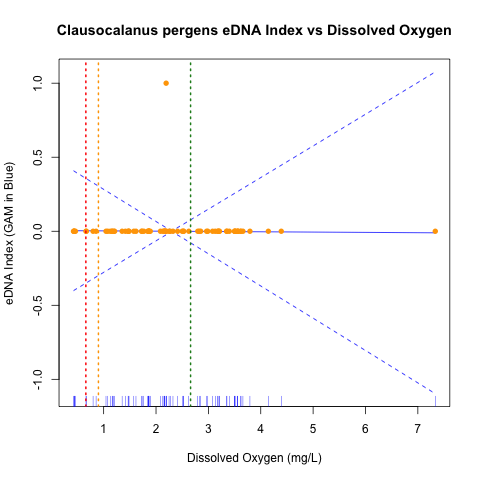 Clausocalanus pergens eDNA Index vs Dissolved Oxygen
eDNA Index (GAM in Blue)
1.0
0.5
0.0
-0.5
-1.0
1 2 3 4 5 6 7
Dissolved Oxygen (mg/L)